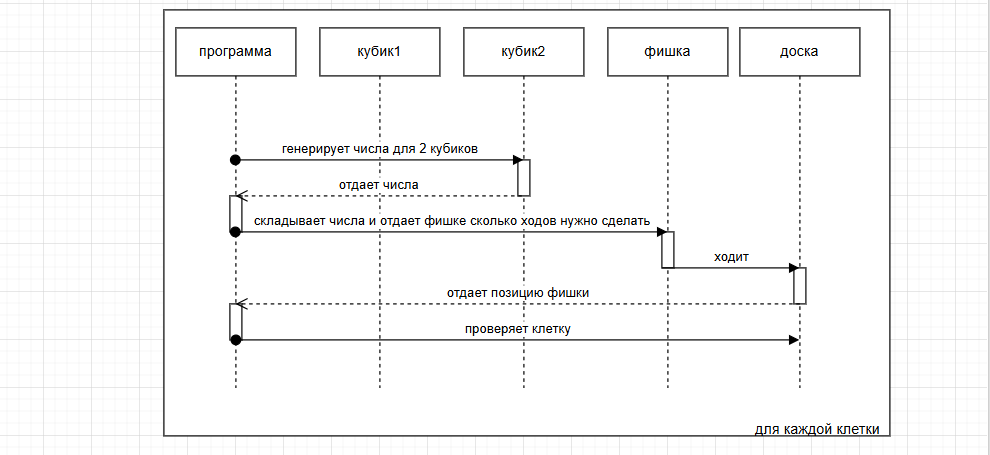 программа
кубик1
кубик2
фишка
доска
генерирует числа для 2 кубиков
отдает числа
складывает числа и отдает фишке сколько ходов нужно сделать
ходит
отдает позицию фишки
проверяет клетку
для каждой клетки